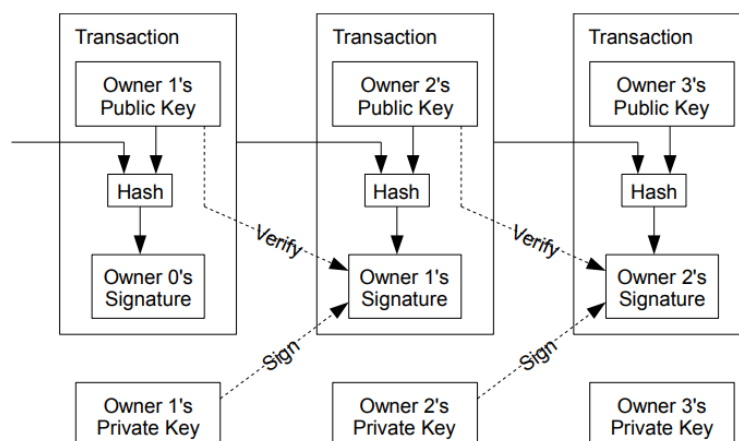 Transaction
Owner 1's
Public Key
Hash
Owner 0's
Signature
Transaction
Owner 2's
Public Key
Hash
Verify
Owner 1's
Signature
Sign
Transaction
Owner 3's
Public Key
Hash
Verify
Owner 2's
Signature
Sign
Owner 1's
Private Key
Owner 2's
Private Key
Owner 3's
Private Key